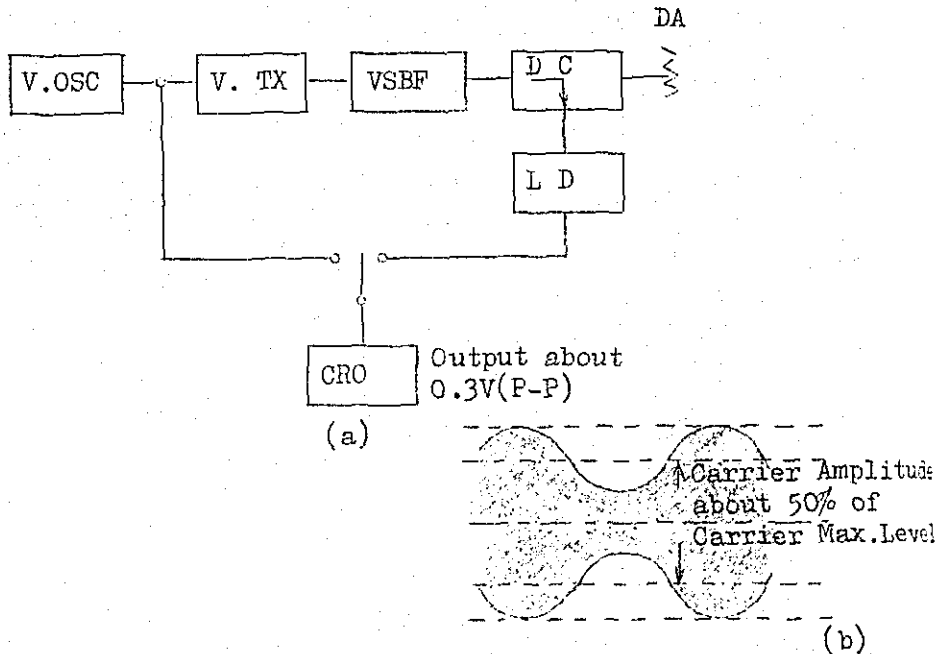 DA
V.OSC
V. TX
VSBF
D C
L D
CRO
Output about
0.3V(P-P)
(a)
Carrier Amplitude
about 50% of
Carrier Max.Level
(b)